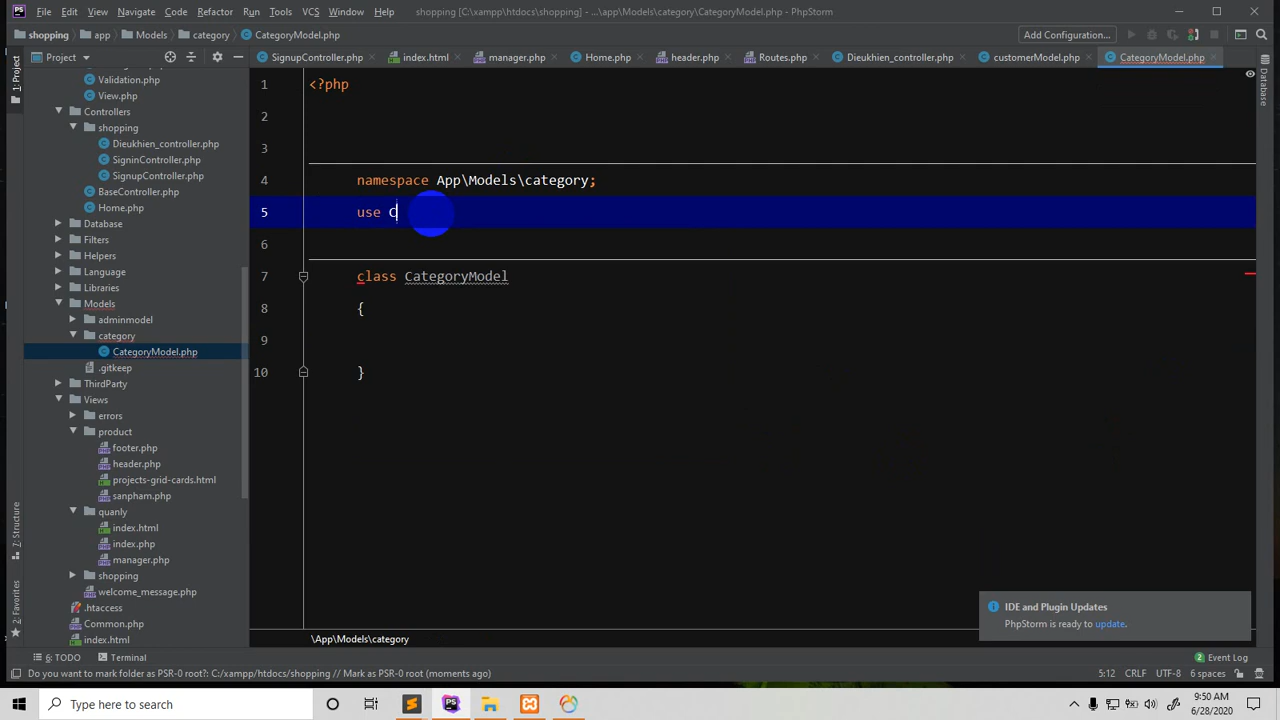 File Edit View Navigate Code Refactor Run Tools VCS Window Help shopping [C:\xampp\htdocs\shopping] - ...\app\Models\category\CategoryModel.php - PhpStorm
shopping app Models category CategoryModel.php Add Configuration...
Project SignupController.php index.html manager.php Home.php header.php Routes.php Dieukhien_controller.php customerModel.php CategoryModel.php
1: Project
Database
Validation.php
View.php
Controllers
shopping
Dieukhien_controller.php
SigninController.php
SignupController.php
BaseController.php
Home.php
Database
Filters
Helpers
Language
Libraries
Models
adminmodel
category
CategoryModel.php
.gitkeep
ThirdParty
Views
errors
product
footer.php
header.php
projects-grid-cards.html
sanpham.php
quanly
index.html
index.php
manager.php
shopping
welcome_message.php
.htaccess
Common.php
index.html
7: Structure
2: Favorites
1 <?php
2
3
4 namespace App\Models\category;
5 use C
6
7 class CategoryModel
8 {
9
10 }
IDE and Plugin Updates
PhpStorm is ready to update.
\App\Models\category
6: TODO Terminal 2 Event Log
Do you want to mark folder as PSR-0 root?: C:/xampp/htdocs/shopping // Mark as PSR-0 root (moments ago) 5:12 CRLF UTF-8 6 spaces
Type here to search
9:50 AM
6/28/2020